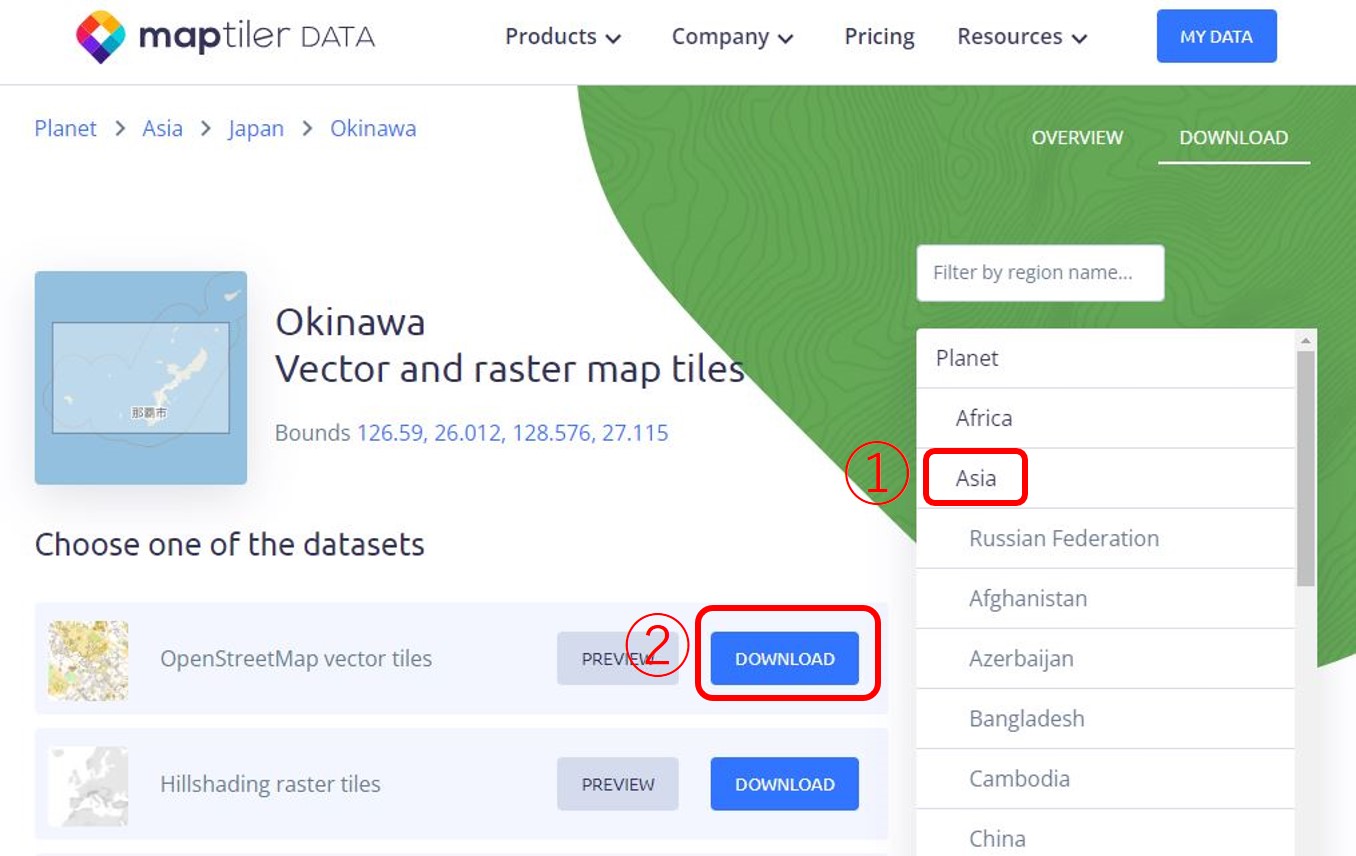 maptiler DATA
Products
Company
Pricing
Resources
MY DATA
Planet > Asia > Japan > Okinawa
OVERVIEW
DOWNLOAD
那覇市
Okinawa
Vector and raster map tiles
Bounds 126.59, 26.012, 128.576, 27.115
Choose one of the datasets
OpenStreetMap vector tiles
PREVIEW
②
DOWNLOAD
Hillshading raster tiles
PREVIEW
DOWNLOAD
Filter by region name...
Planet
Africa
①
Asia
Russian Federation
Afghanistan
Azerbaijan
Bangladesh
Cambodia
China